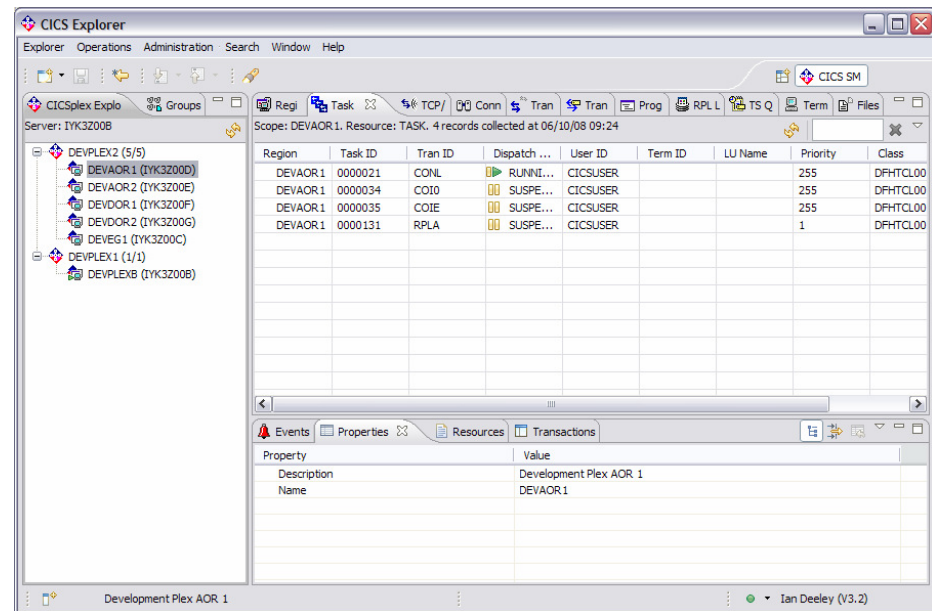 CICS Explorer
Explorer Operations Administration Search Window Help
CICS SM
CICSplex Explo Groups
Server: IYK3Z00B
DEVPLEX2 (5/5)
DEVAOR1 (IYK3Z00D)
DEVAOR2 (IYK3Z00E)
DEVDOR1 (IYK3Z00F)
DEVDOR2 (IYK3Z00G)
DEVEG1 (IYK3Z00C)
DEVPLEX1 (1/1)
DEVPLEXB (IYK3Z00B)
Regi Task TCP/ Conn Tran Tran Prog RPL L TS Q Term Files
Scope: DEVAOR1. Resource: TASK. 4 records collected at 06/10/08 09:24
Region Task ID Tran ID Dispatch ... User ID Term ID LU Name Priority Class
DEVAOR1 0000021 CONL RUNNI... CICSUSER 255 DFHTCL00
DEVAOR1 0000034 COI0 SUSPE... CICSUSER 255 DFHTCL00
DEVAOR1 0000035 COIE SUSPE... CICSUSER 255 DFHTCL00
DEVAOR1 0000131 RPLA SUSPE... CICSUSER 1 DFHTCL00
Events Properties Resources Transactions
Property Value
Description Development Plex AOR 1
Name DEVAOR1
Development Plex AOR 1 Ian Deeley (V3.2)